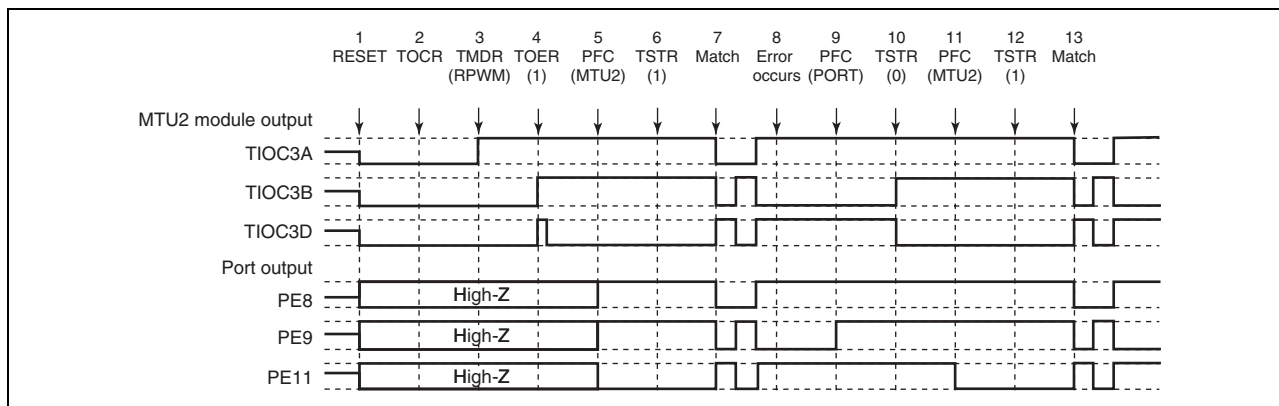 1 2 3 4 5 6 7 8 9 10 11 12 13
RESET TOCR TMDR TOER PFC TSTR Match Error PFC TSTR PFC TSTR Match
(RPWM) (1) (MTU2) (1) occurs (PORT) (0) (MTU2) (1)
MTU2 module output
TIOC3A
TIOC3B
TIOC3D
Port output
PE8 High-Z
PE9 High-Z
PE11 High-Z